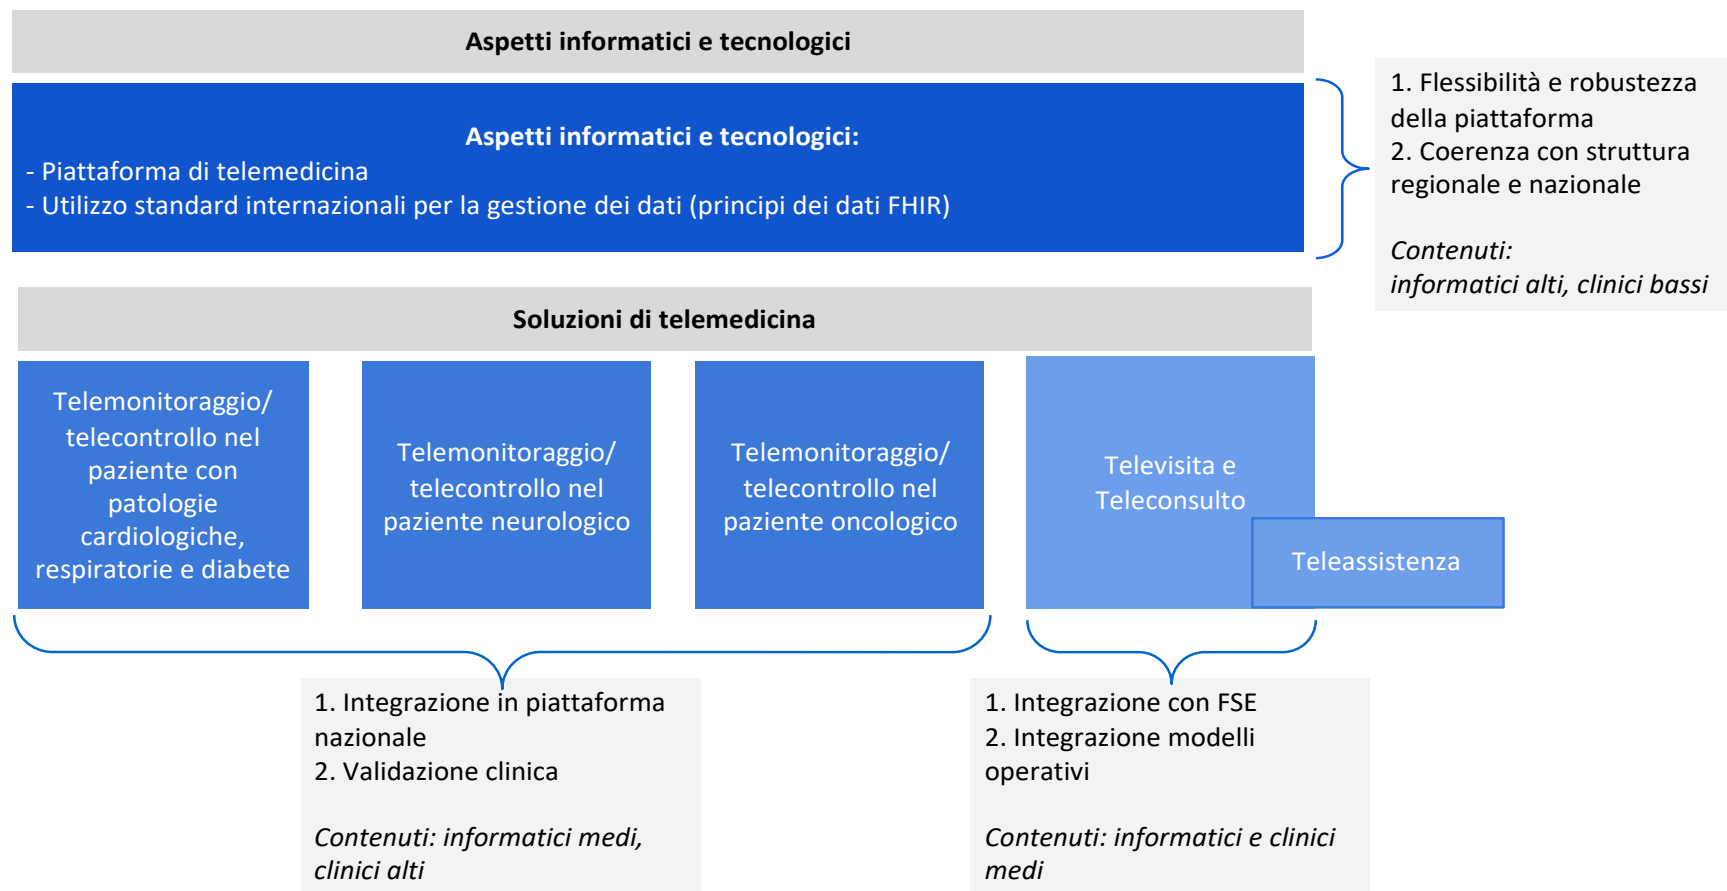 Aspetti informatici e tecnologici
Aspetti informatici e tecnologici:
- Piattaforma di telemedicina
- Utilizzo standard internazionali per la gestione dei dati (principi dei dati FHIR)
1. Flessibilità e robustezza
della piattaforma
2. Coerenza con struttura
regionale e nazionale
Contenuti:
informatici alti, clinici bassi
Soluzioni di telemedicina
Telemonitoraggio/
telecontrollo nel
paziente con
patologie
cardiologiche,
respiratorie e diabete
Telemonitoraggio/
telecontrollo nel
paziente neurologico
Telemonitoraggio/
telecontrollo nel
paziente oncologico
Televisita e
Teleconsulto
Teleassistenza
1. Integrazione in piattaforma
nazionale
2. Validazione clinica
Contenuti: informatici medi,
clinici alti
1. Integrazione con FSE
2. Integrazione modelli
operativi
Contenuti: informatici e clinici
medi